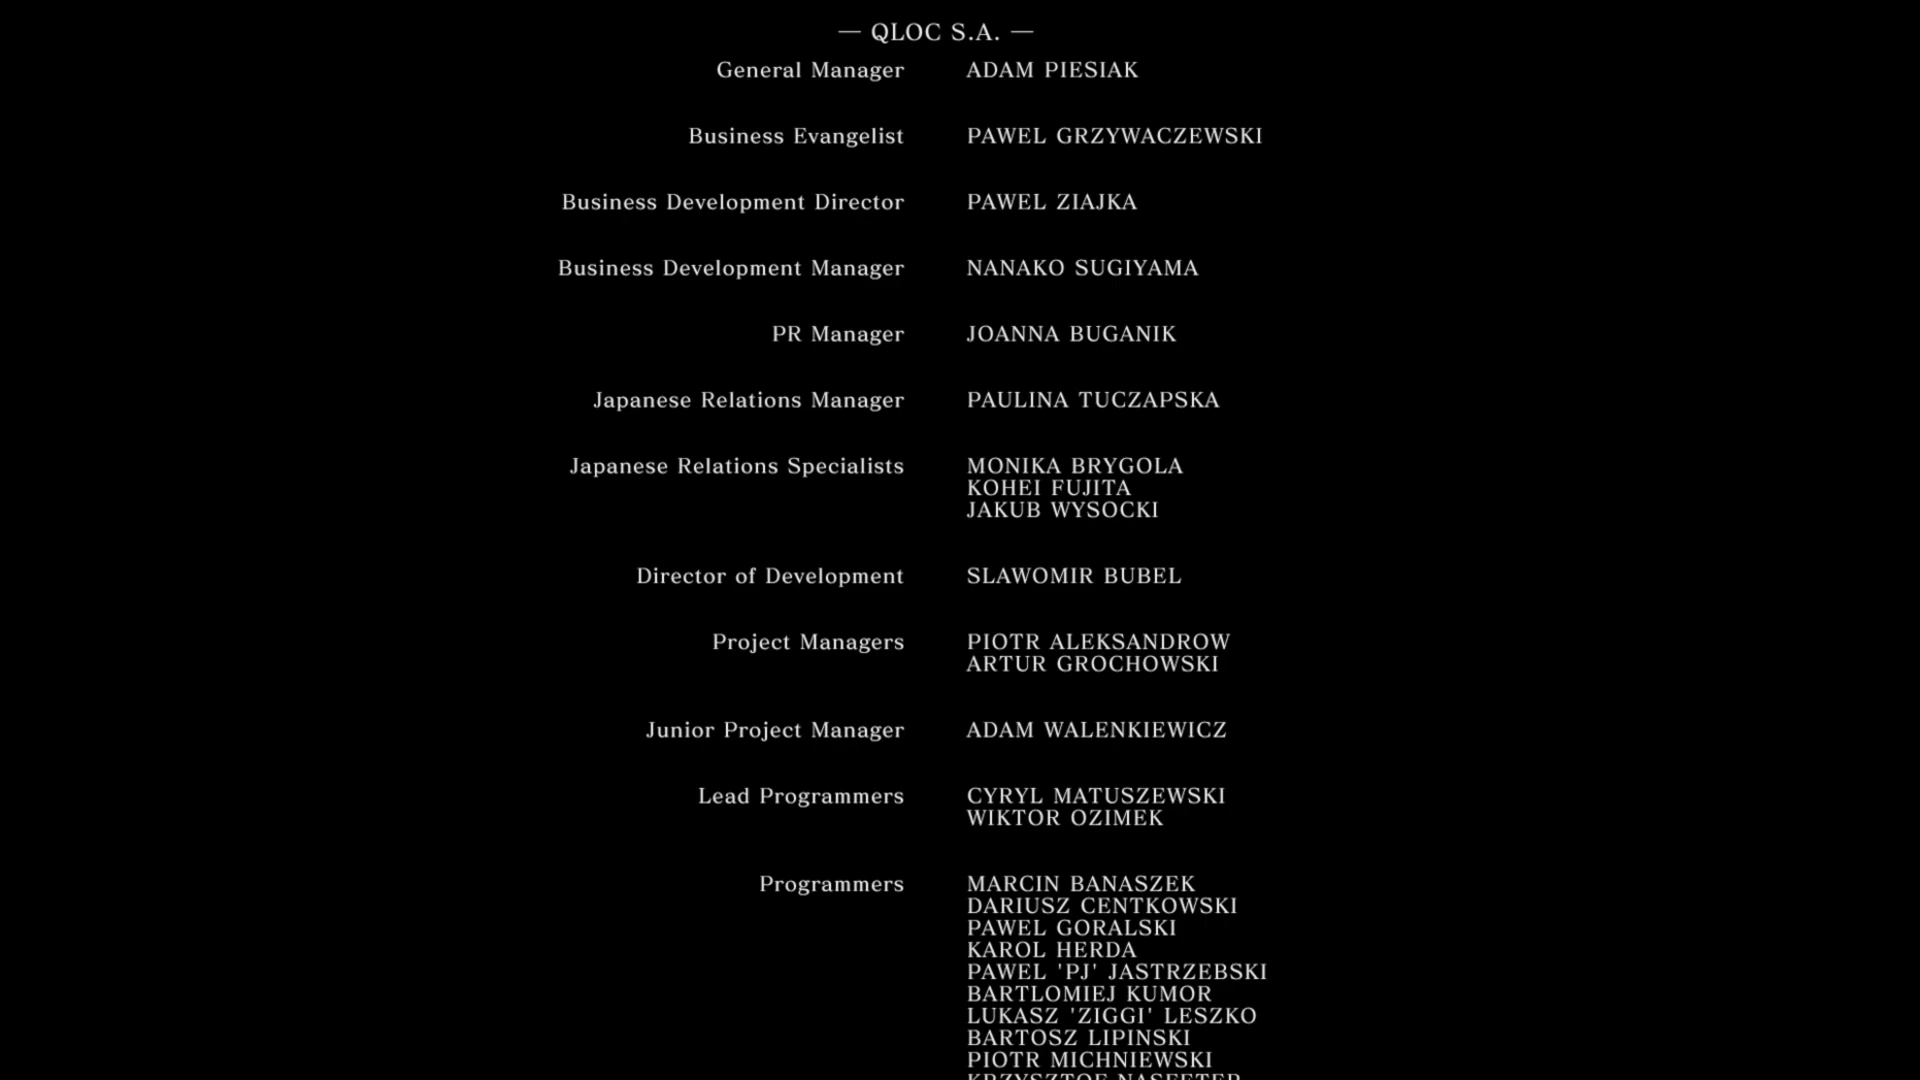 — QLOC S.A. —
General Manager ADAM PIESIAK
Business Evangelist PAWEL GRZYWACZEWSKI
Business Development Director PAWEL ZIAJKA
Business Development Manager NANAKO SUGIYAMA
PR Manager JOANNA BUGANIK
Japanese Relations Manager PAULINA TUCZAPSKA
Japanese Relations Specialists MONIKA BRYGOLA
KOHEI FUJITA
JAKUB WYSOCKI
Director of Development SLAWOMIR BUBEL
Project Managers PIOTR ALEKSANDROW
ARTUR GROCHOWSKI
Junior Project Manager ADAM WALENKIEWICZ
Lead Programmers CYRYL MATUSZEWSKI
WIKTOR OZIMEK
Programmers MARCIN BANASZEK
DARIUSZ CENTKOWSKI
PAWEL GORALSKI
KAROL HERDA
PAWEL 'PJ' JASTRZEBSKI
BARTLOMIEJ KUMOR
LUKASZ 'ZIGGI' LESZKO
BARTOSZ LIPINSKI
PIOTR MICHNIEWSKI